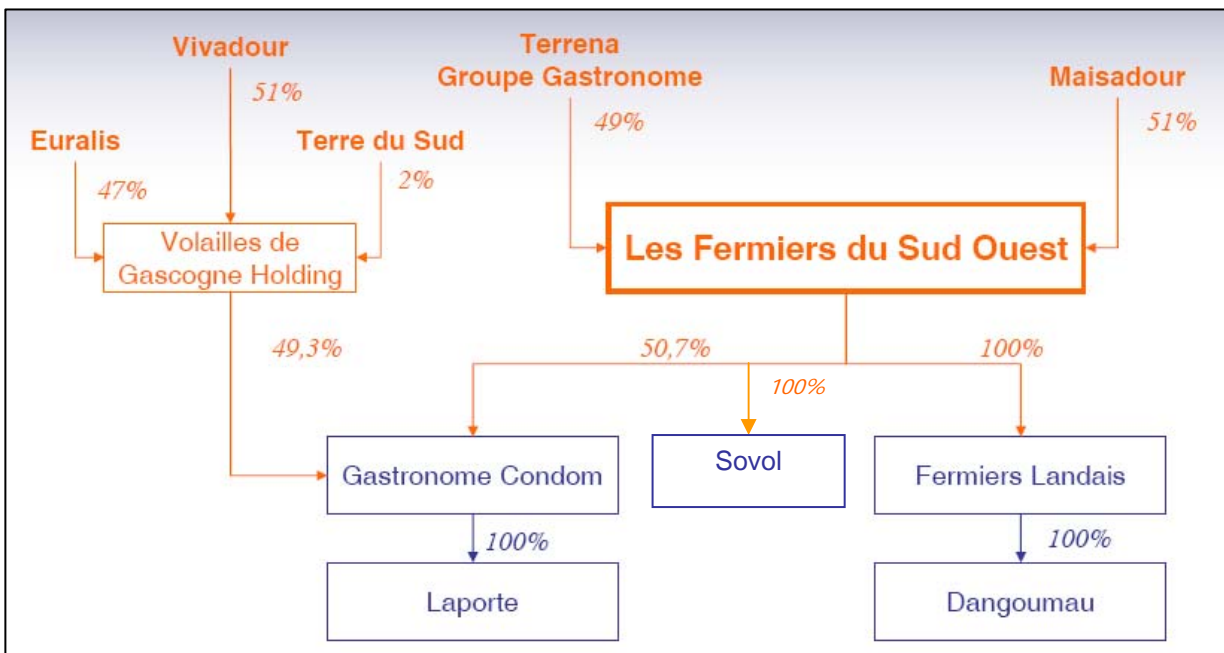 Vivadour
51%
Terrena
Groupe Gastronome
49%
Maisadour
51%
Euralis
47%
Terre du Sud
2%
Volailles de
Gascogne Holding
Les Fermiers du Sud Ouest
49,3%
50,7%
100%
100%
Gastronome Condom
Sovol
Fermiers Landais
100%
100%
Laporte
Dangoumau